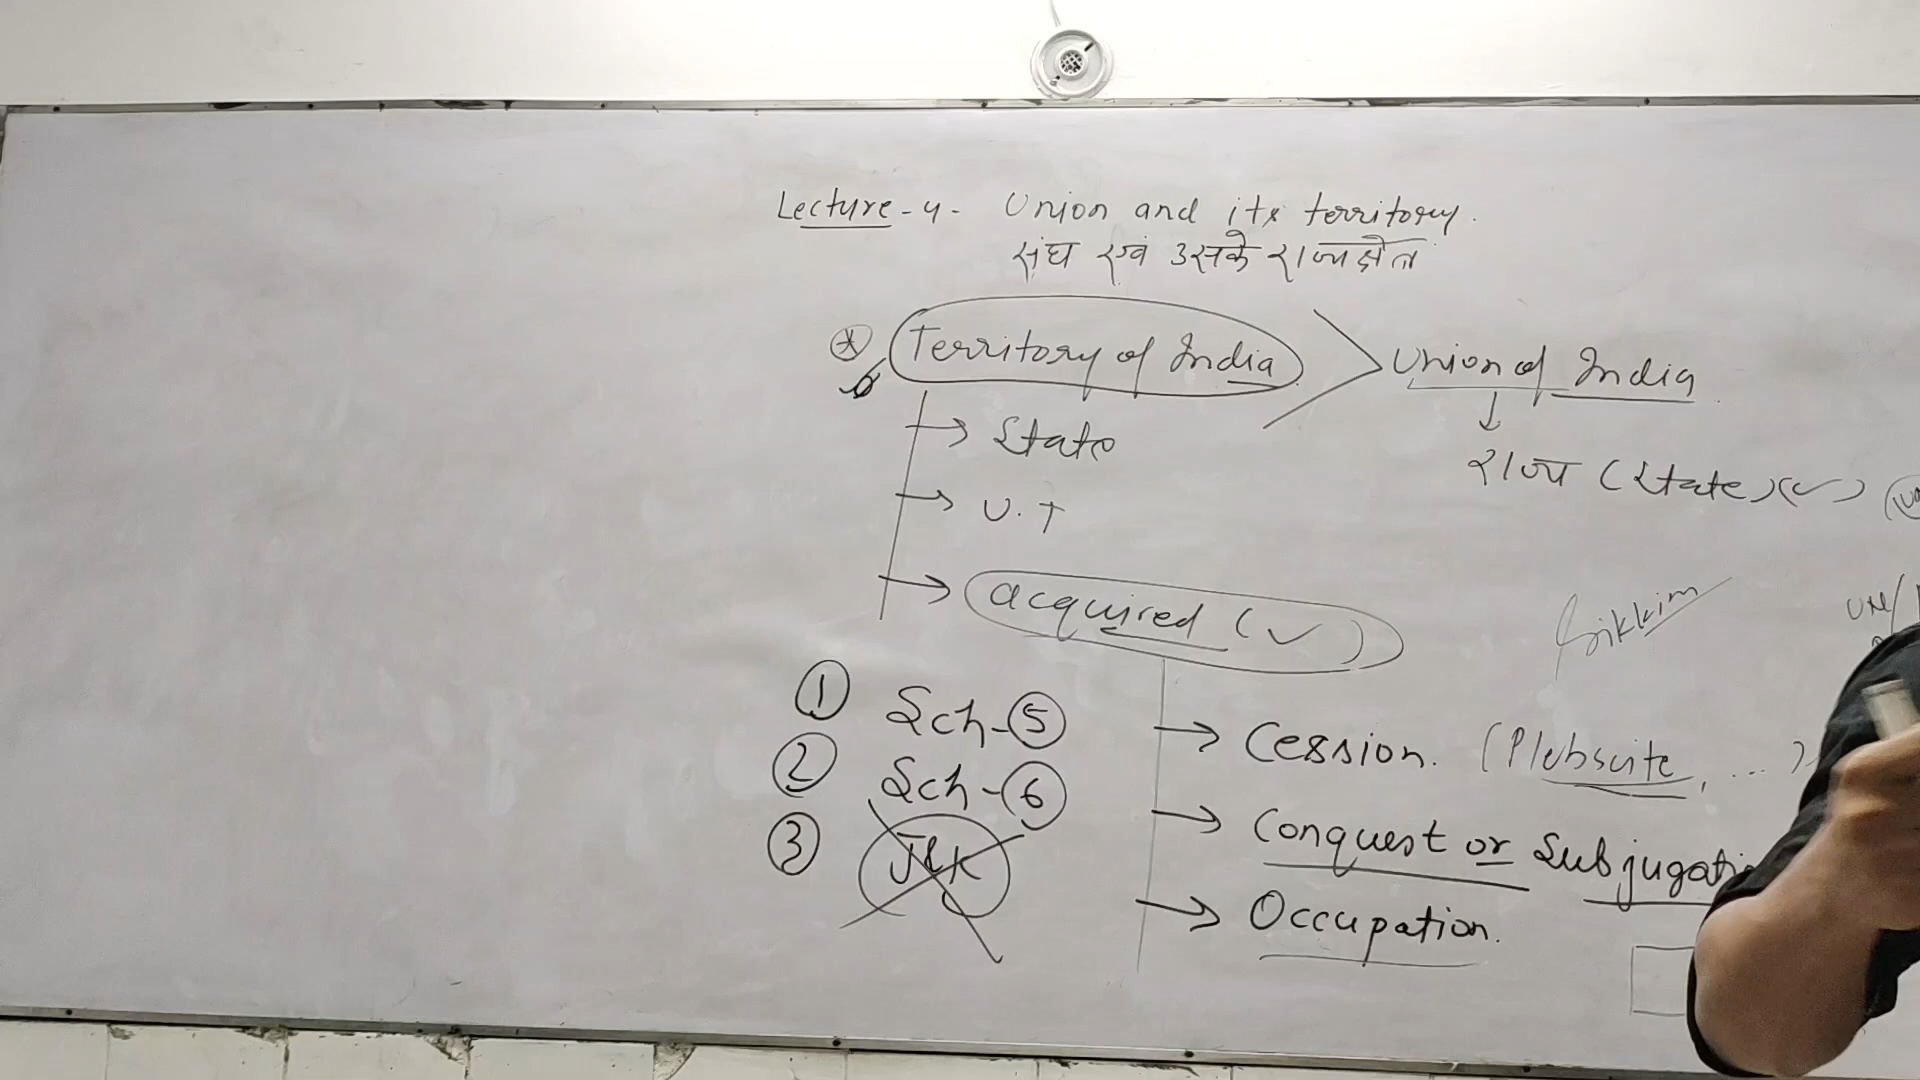 Lecture-4- Union and its territory.
संघ एवं उसके राज्यक्षेत्र
Territory of India > Union of India
→ State
↓
राज्य (State) (✓)
→ U.T
→ acquired (✓)
Sikkim
① Sch-⑤
② Sch-⑥
③ J&K
→ Cession. (Plebscite, ...)
→ Conquest or Subjugati
→ Occupation.